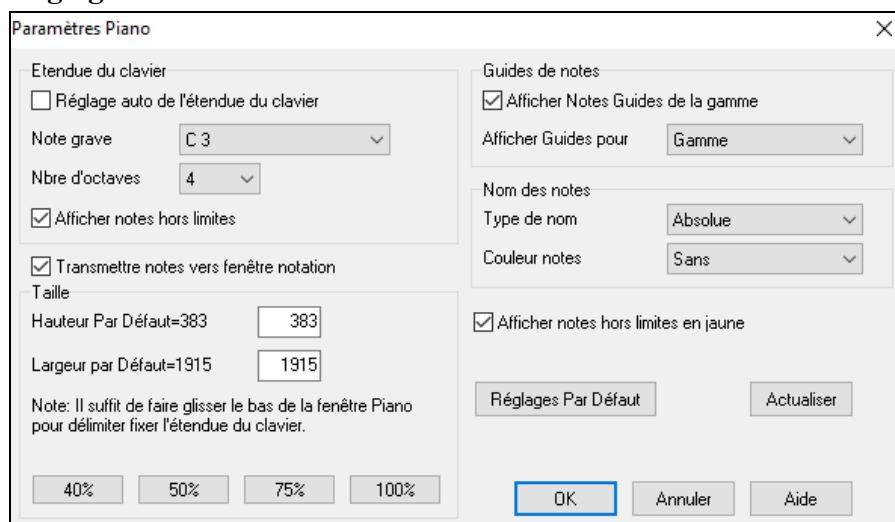 Paramètres Piano
Etendue du clavier
Réglage auto de l'étendue du clavier
Note grave C 3
Nbre d'octaves 4
Afficher notes hors limites
Transmettre notes vers fenêtre notation
Taille
Hauteur Par Défaut=383 383
Largeur par Défaut=1915 1915
Note: Il suffit de faire glisser le bas de la fenêtre Piano
pour délimiter fixer l'étendue du clavier.
40% 50% 75% 100%
Guides de notes
Afficher Notes Guides de la gamme
Afficher Guides pour Gamme
Nom des notes
Type de nom Absolue
Couleur notes Sans
Afficher notes hors limites en jaune
Réglages Par Défaut Actualiser
OK Annuler Aide